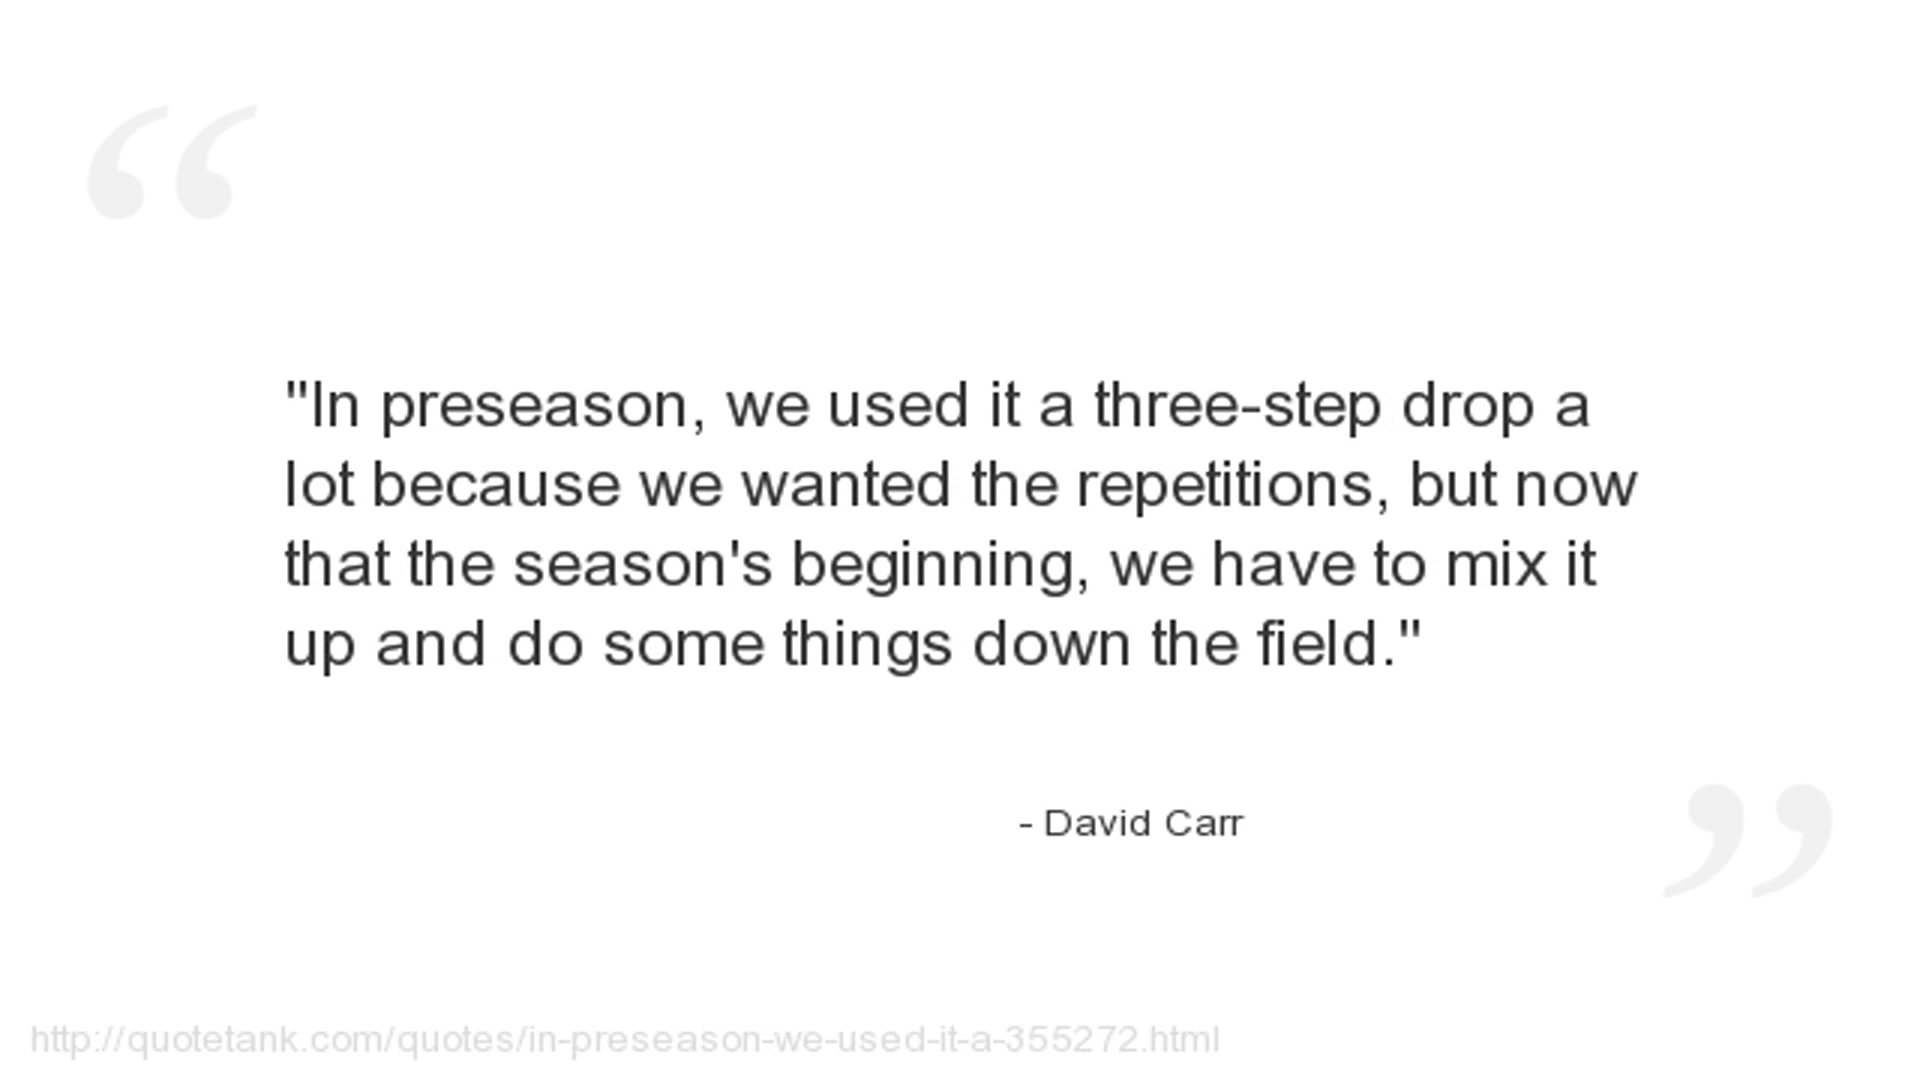 "In preseason, we used it a three-step drop a
lot because we wanted the repetitions, but now
that the season's beginning, we have to mix it
up and do some things down the field."
- David Carr
http://quotetank.com/quotes/in-preseason-we-used-it-a-355272.html